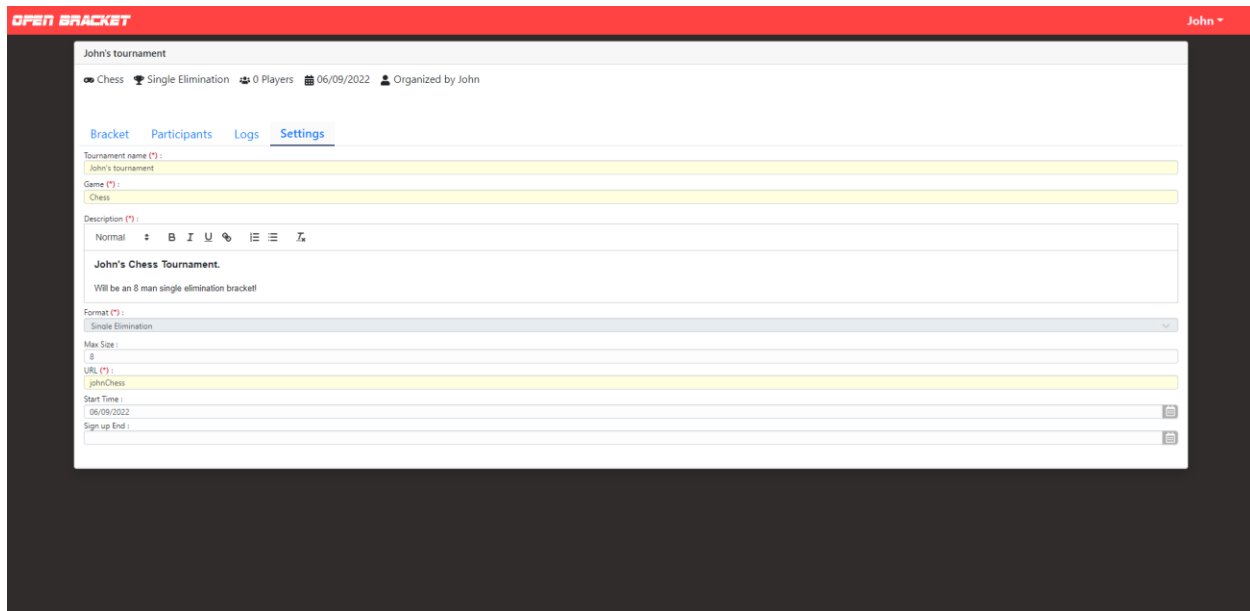 OPEN BRACKET John
John's tournament
Chess Single Elimination 0 Players 06/09/2022 Organized by John
Bracket Participants Logs Settings
Tournament name (*) :
John's tournament
Game (*) :
Chess
Description (*) :
Normal B I U
John's Chess Tournament.
Will be an 8 man single elimination bracket!
Format (*) :
Single Elimination
Max Size :
8
URL (*) :
johnChess
Start Time :
06/09/2022
Sign up End :